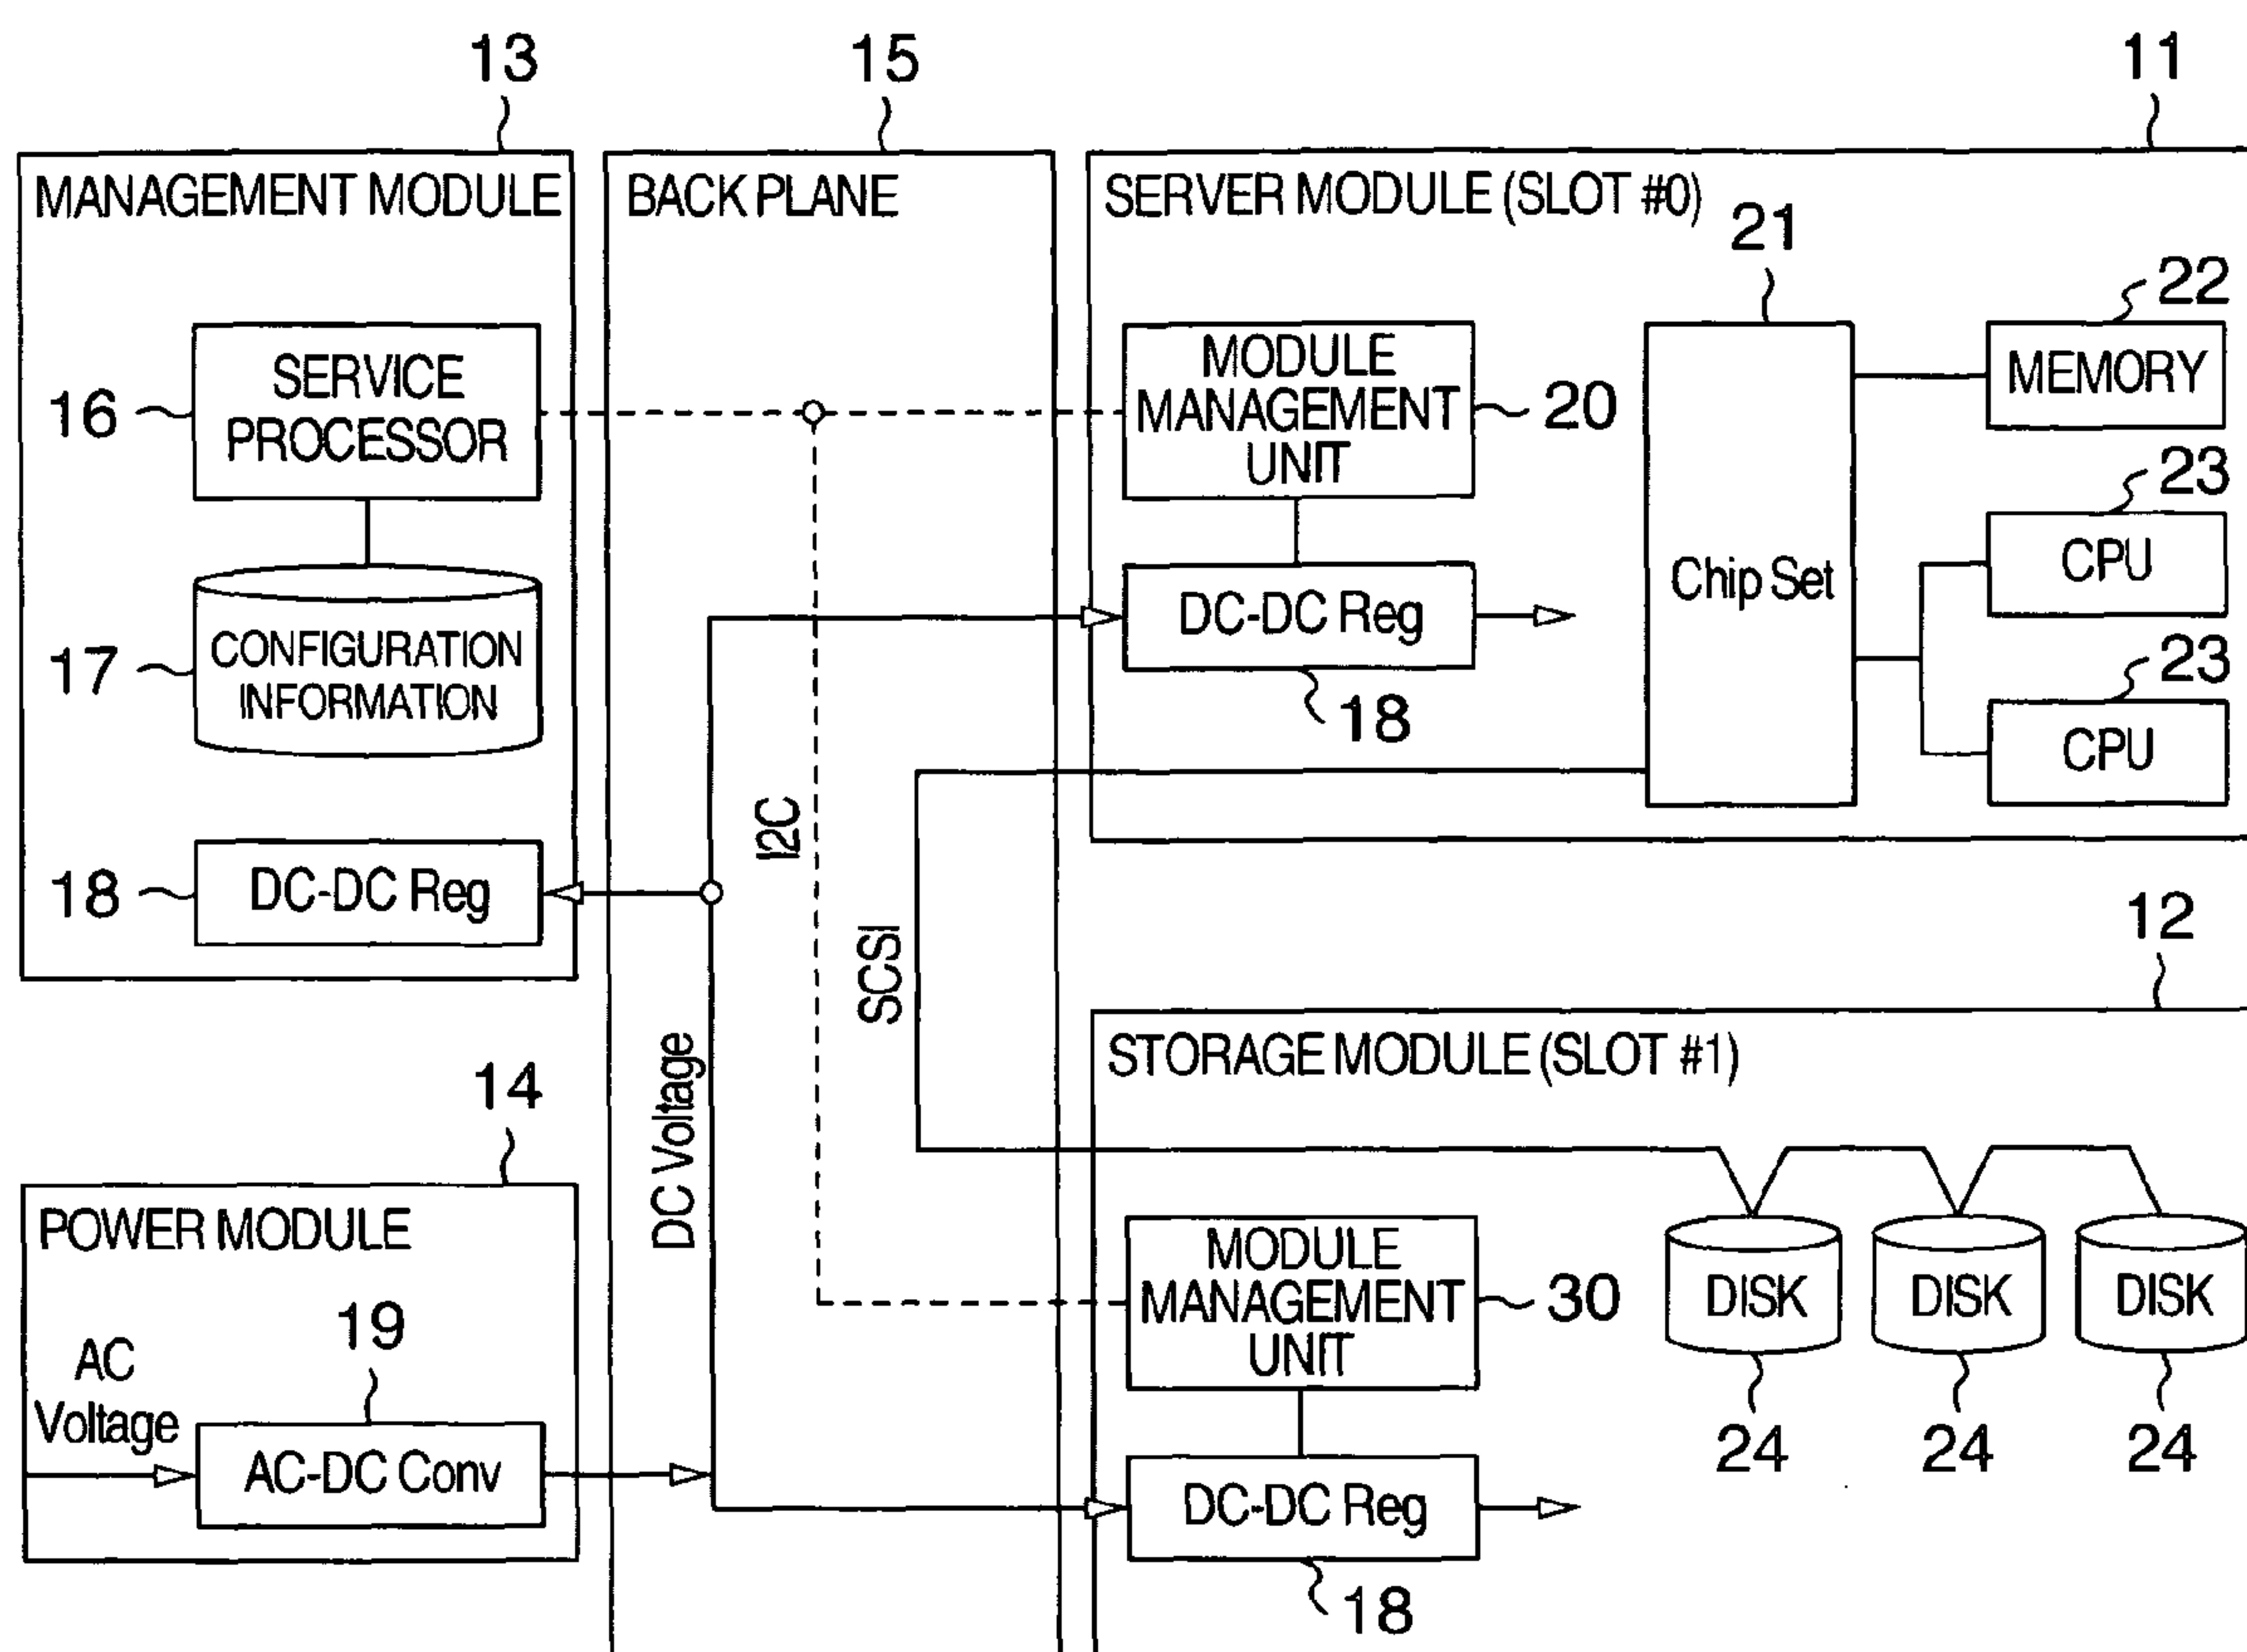 13
15
11
MANAGEMENT MODULE
BACK PLANE
SERVER MODULE (SLOT #0)
21
22
SERVICE
PROCESSOR
16
MODULE
MANAGEMENT
UNIT
20
MEMORY
23
CPU
Chip Set
DC-DC Reg
18
23
CPU
CONFIGURATION
INFORMATION
17
I2C
18
DC-DC Reg
SCSI
12
STORAGE MODULE (SLOT #1)
DC Voltage
14
POWER MODULE
19
AC
Voltage
AC-DC Conv
MODULE
MANAGEMENT
UNIT
30
DISK
DISK
DISK
24
24
24
DC-DC Reg
18